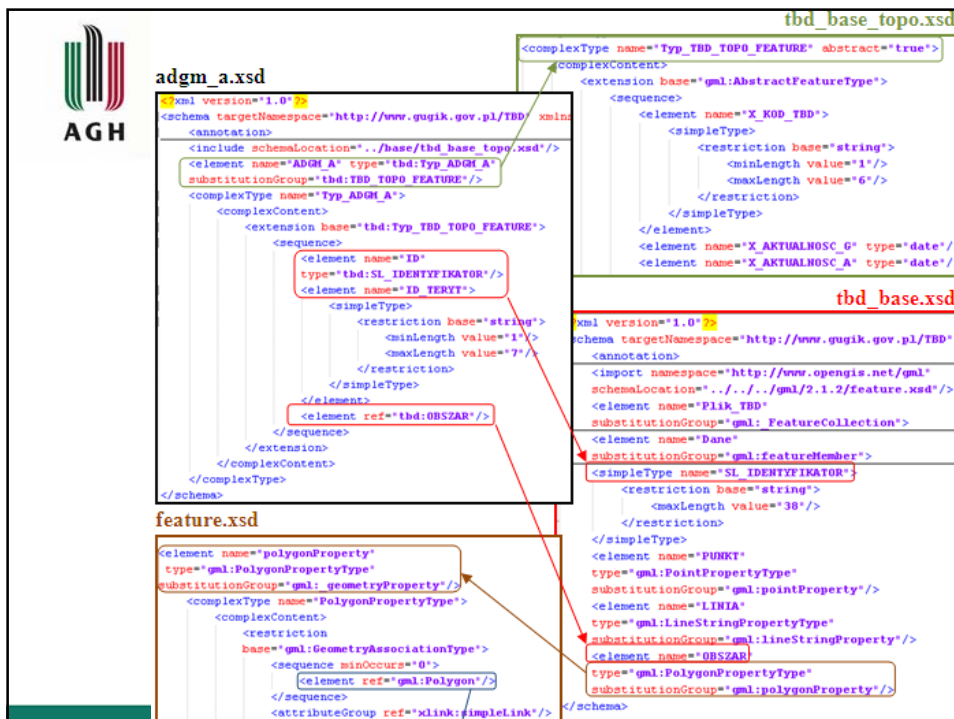 AGH
adgm_a.xsd
<?xml version="1.0"?>
<schema targetNamespace="http://www.gugik.gov.pl/TBD" xmlns
<annotation>
<include schemaLocation="../base/tbd_base_topo.xsd"/>
<element name="ADGM_A" type="tbd:Typ_ADGM_A"
substitutionGroup="tbd:TBD_TOPO_FEATURE"/>
<complexType name="Typ_ADGM_A">
<complexContent>
<extension base="tbd:Typ_TBD_TOPO_FEATURE">
<sequence>
<element name="ID"
type="tbd:SL_IDENTYFIKATOR"/>
<element name="ID_TERYT">
<simpleType>
<restriction base="string">
<minLength value="1"/>
<maxLength value="7"/>
</restriction>
</simpleType>
</element>
<element ref="tbd:OBSZAR"/>
</sequence>
</extension>
</complexContent>
</complexType>
</schema>
tbd_base_topo.xsd
<complexType name="Typ_TBD_TOPO_FEATURE" abstract="true">
<complexContent>
<extension base="gml:AbstractFeatureType">
<sequence>
<element name="X_KOD_TBD">
<simpleType>
<restriction base="string">
<minLength value="1"/>
<maxLength value="6"/>
</restriction>
</simpleType>
</element>
<element name="X_AKTUALNOSC_G" type="date"/
<element name="X_AKTUALNOSC_A" type="date"/
tbd_base.xsd
xml version="1.0"?>
schema targetNamespace="http://www.gugik.gov.pl/TBD"
<annotation>
<import namespace="http://www.opengis.net/gml"
schemaLocation="../../../gml/2.1.2/feature.xsd"/>
<element name="Plik_TBD"
substitutionGroup="gml:_FeatureCollection">
<element name="Dane"
substitutionGroup="gml:featureMember">
<simpleType name="SL_IDENTYFIKATOR">
<restriction base="string">
<maxLength value="38"/>
</restriction>
</simpleType>
<element name="PUNKT"
type="gml:PointPropertyType"
substitutionGroup="gml:pointProperty"/>
<element name="LINIA"
type="gml:LineStringPropertyType"
substitutionGroup="gml:lineStringProperty"/>
<element name="OBSZAR"
type="gml:PolygonPropertyType"
substitutionGroup="gml:polygonProperty"/>
</schema>
feature.xsd
<element name="polygonProperty"
type="gml:PolygonPropertyType"
substitutionGroup="gml:_geometryProperty"/>
<complexType name="PolygonPropertyType">
<complexContent>
<restriction
base="gml:GeometryAssociationType">
<sequence minOccurs="0">
<element ref="gml:Polygon"/>
</sequence>
<attributeGroup ref="xlink:simpleLink"/>